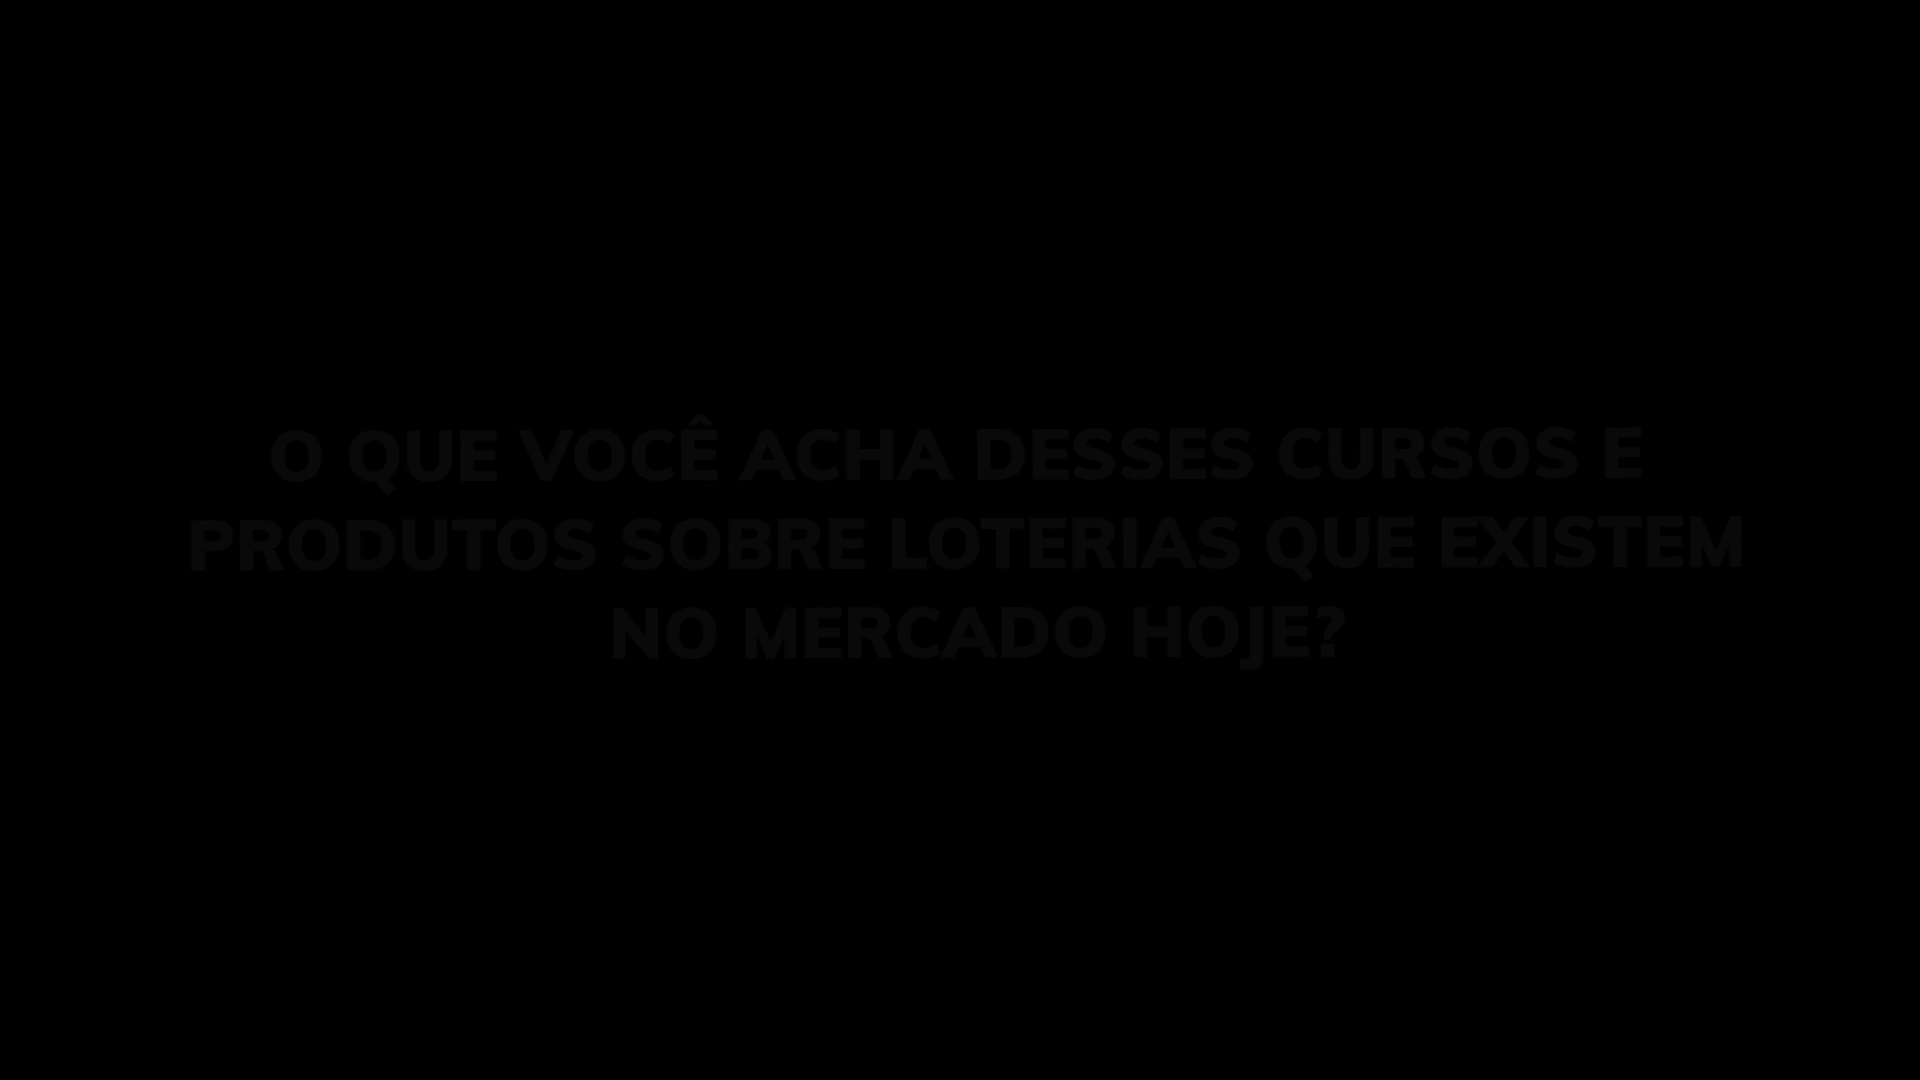 O QUE VOCÊ ACHA DESSES CURSOS E
PRODUTOS SOBRE LOTERIAS QUE EXISTEM
NO MERCADO HOJE?